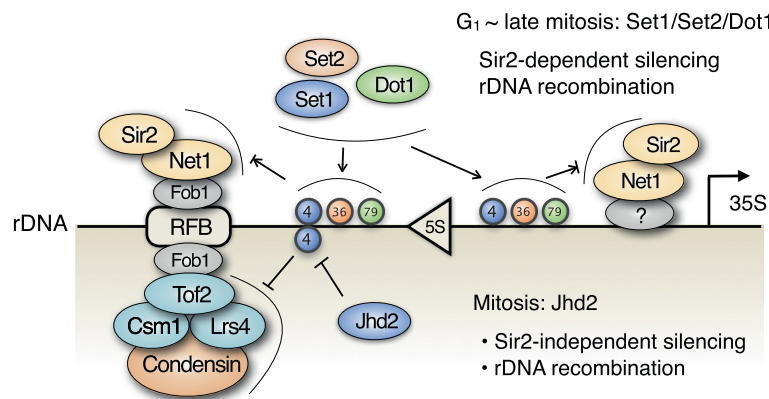 G1 ~ late mitosis: Set1/Set2/Dot1
Sir2-dependent silencing
rDNA recombination
Set2
Set1
Dot1
Sir2
Net1
Fob1
RFB
Fob1
Tof2
Csm1
Lrs4
Condensin
rDNA
4
36
79
4
5S
4
36
79
Sir2
Net1
?
35S
Jhd2
Mitosis: Jhd2
• Sir2-independent silencing
• rDNA recombination